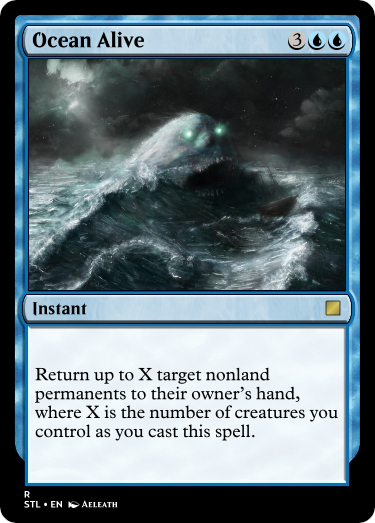 Ocean Alive 3
Instant
Return up to X target nonland
permanents to their owner's hand,
where X is the number of creatures you
control as you cast this spell.
R
STL • EN Aeleath